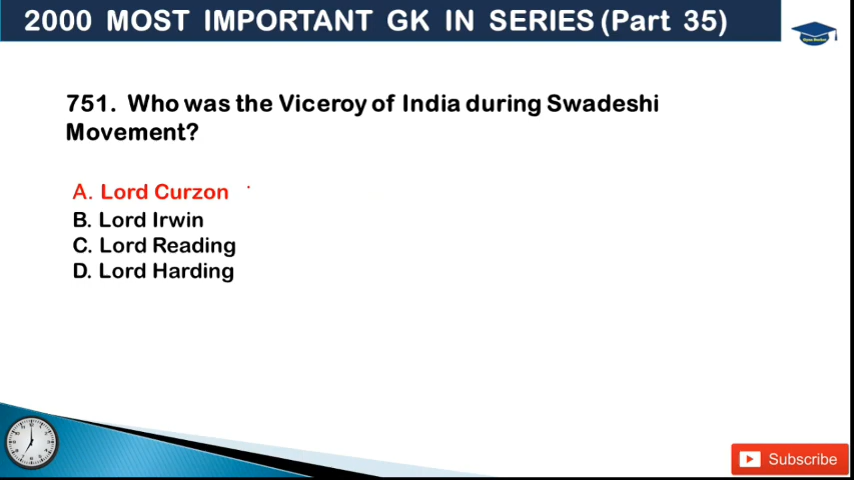 2000 MOST IMPORTANT GK IN SERIES (Part 35)
751. Who was the Viceroy of India during Swadeshi
Movement?
A. Lord Curzon
B. Lord Irwin
C. Lord Reading
D. Lord Harding
Subscribe